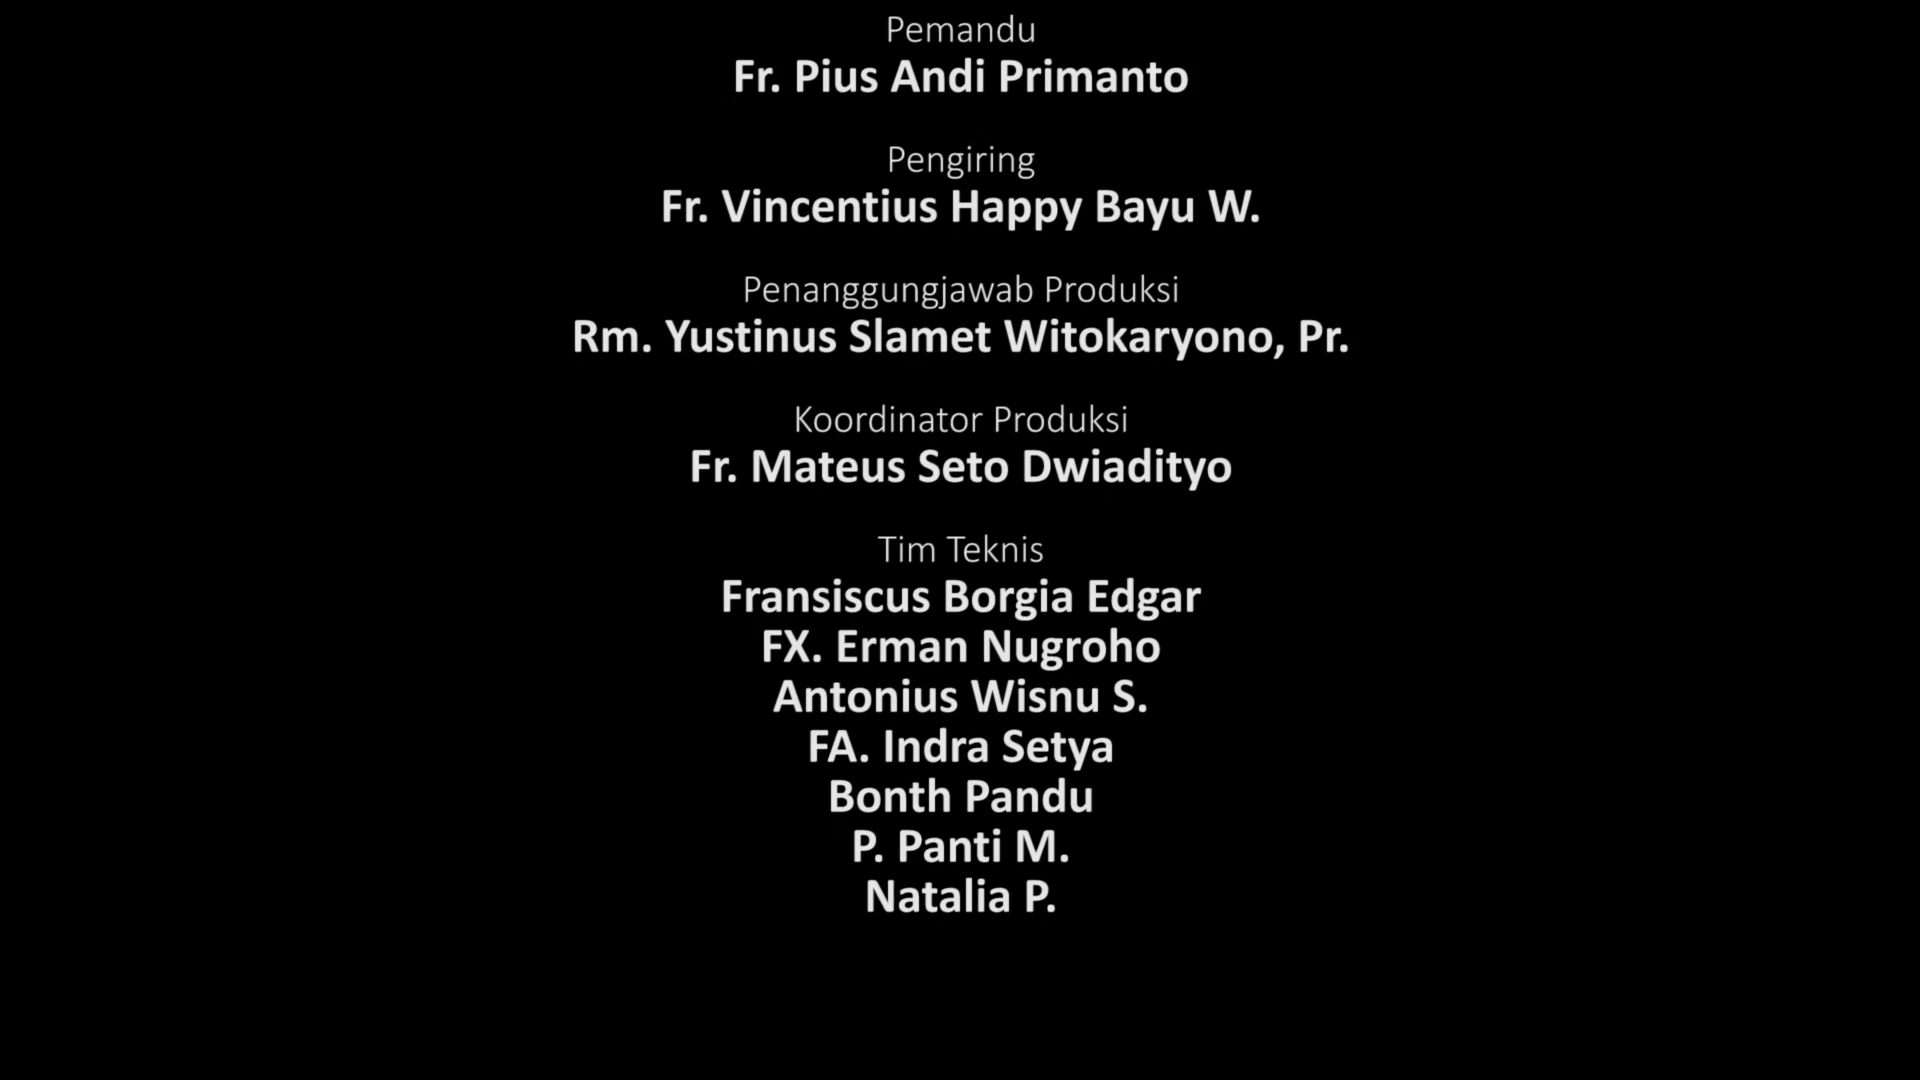 Pemandu
Fr. Pius Andi Primanto
Pengiring
Fr. Vincentius Happy Bayu W.
Penanggungjawab Produksi
Rm. Yustinus Slamet Witokaryono, Pr.
Koordinator Produksi
Fr. Mateus Seto Dwiadityo
Tim Teknis
Fransiscus Borgia Edgar
FX. Erman Nugroho
Antonius Wisnu S.
FA. Indra Setya
Bonth Pandu
P. Panti M.
Natalia P.